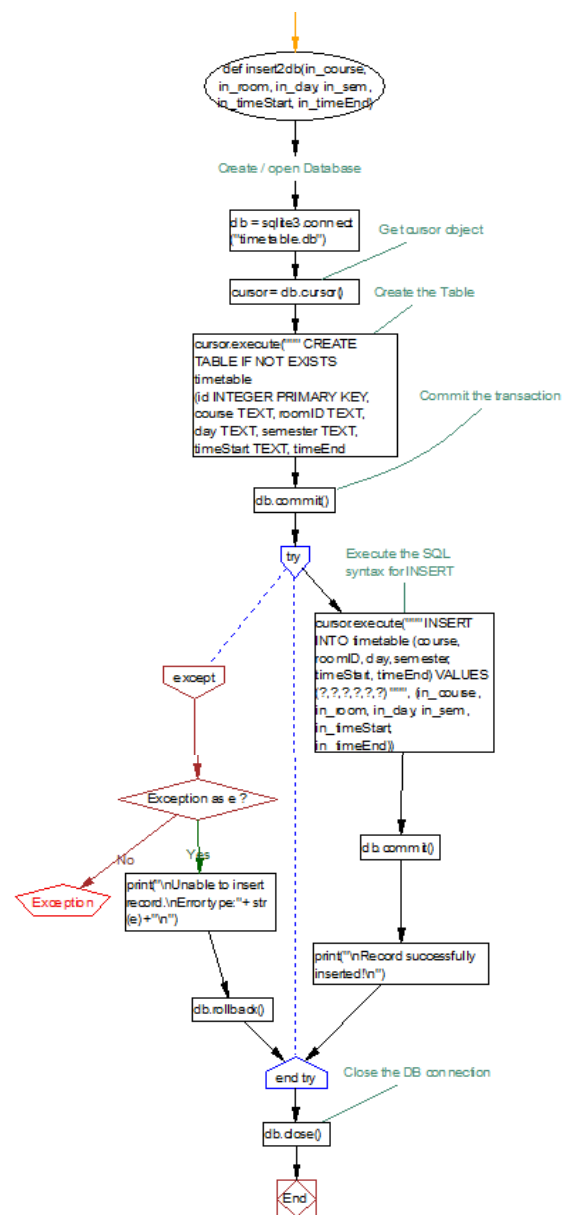 def insert2db(in_course,
in_room, in_day, in_sem,
in_timeStart, in_timeEnd)
Create / open Database
db = sqlite3.connect
("timetable.db")
Get cursor object
cursor = db.cursor()
Create the Table
cursor.execute(""" CREATE
TABLE IF NOT EXISTS
timetable
(id INTEGER PRIMARY KEY,
course TEXT, roomID TEXT,
day TEXT, semester TEXT,
timeStart TEXT, timeEnd
Commit the transaction
db.commit()
try
Execute the SQL
syntax for INSERT
cursor.execute(""" INSERT
INTO timetable (course,
roomID, day, semester,
timeStart, timeEnd) VALUES
(?,?,?,?,?,?) """, (in_course,
in_room, in_day, in_sem,
in_timeStart,
in_timeEnd))
except
Exception as e ?
No
Yes
Exception
print("\nUnable to insert
record.\nErrortype:"+ str
(e)+"\n")
db.rollback()
db.commit()
print("\nRecord successfully
inserted!\n")
end try
Close the DB connection
db.close()
End